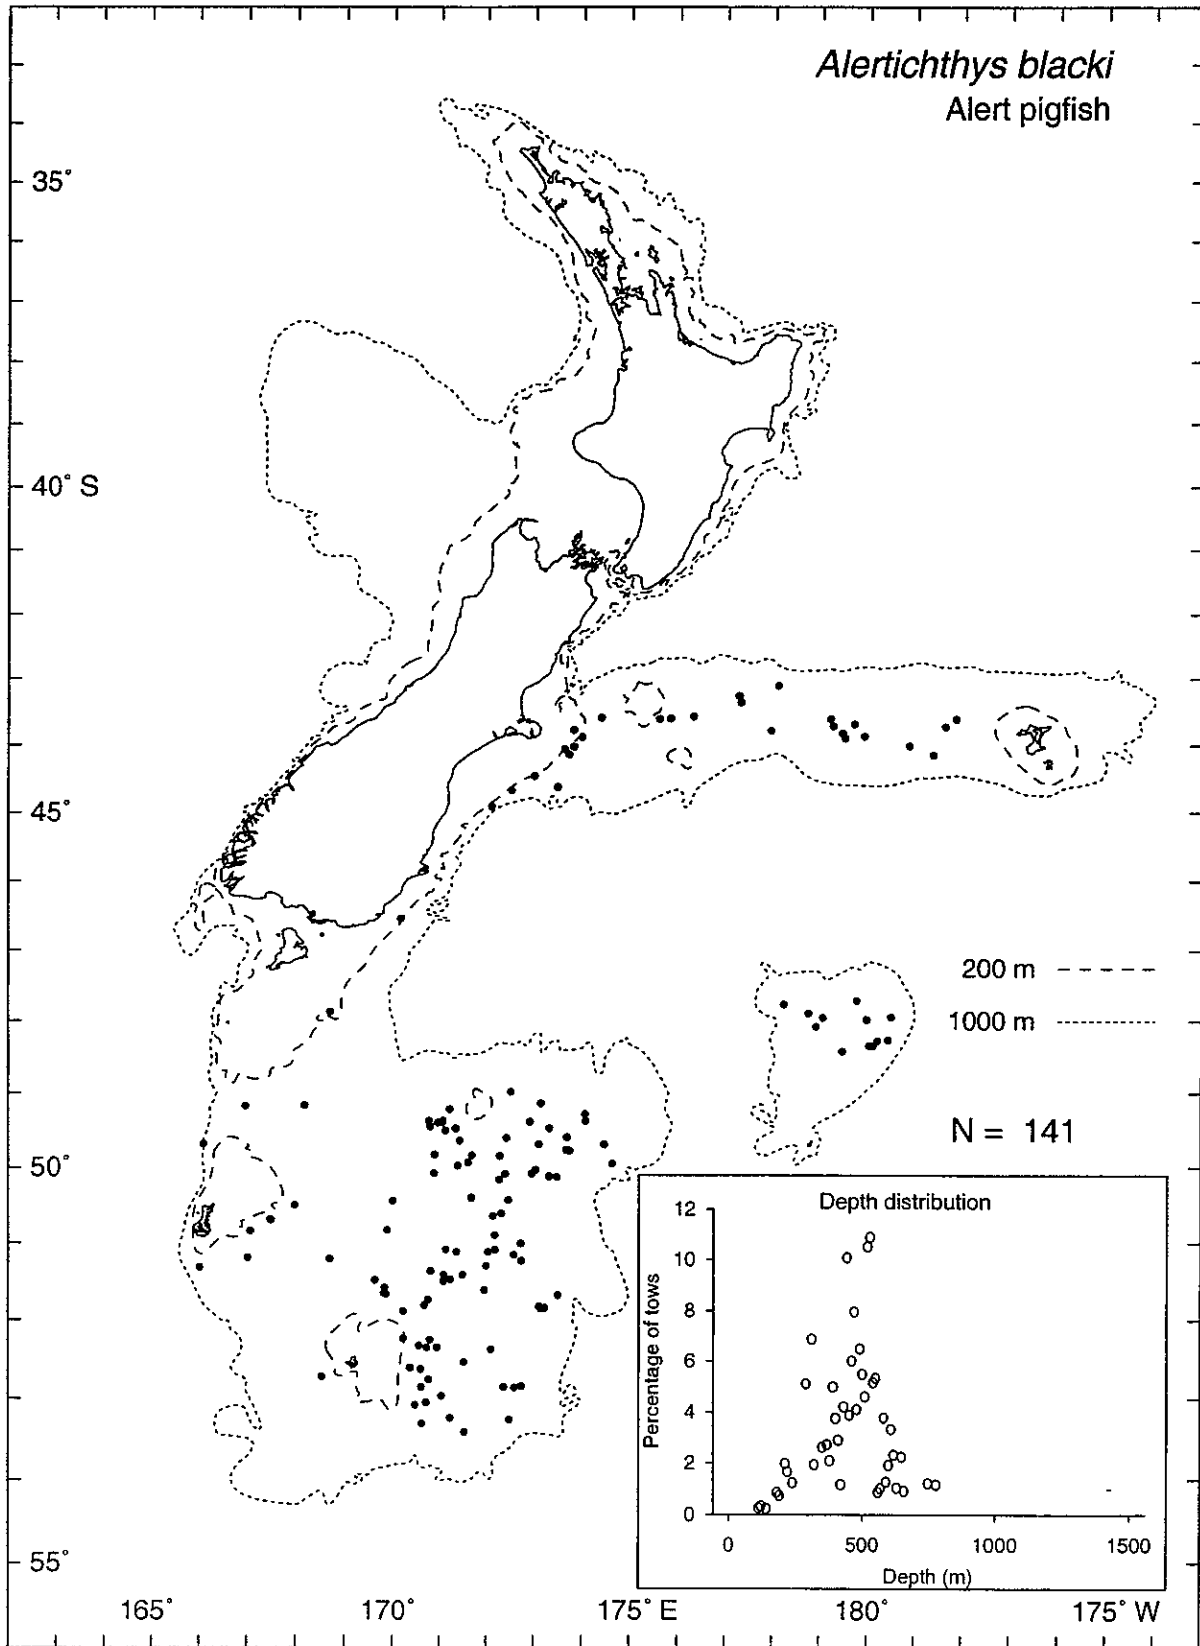 Alertichthys blacki
Alert pigfish
35°
40° S
45°
200 m
1000 m
N = 141
50°
Depth distribution
12
10
8
6
4
2
0
Percentage of tows
0 500 1000 1500
Depth (m)
55°
165° 170° 175° E 180° 175° W